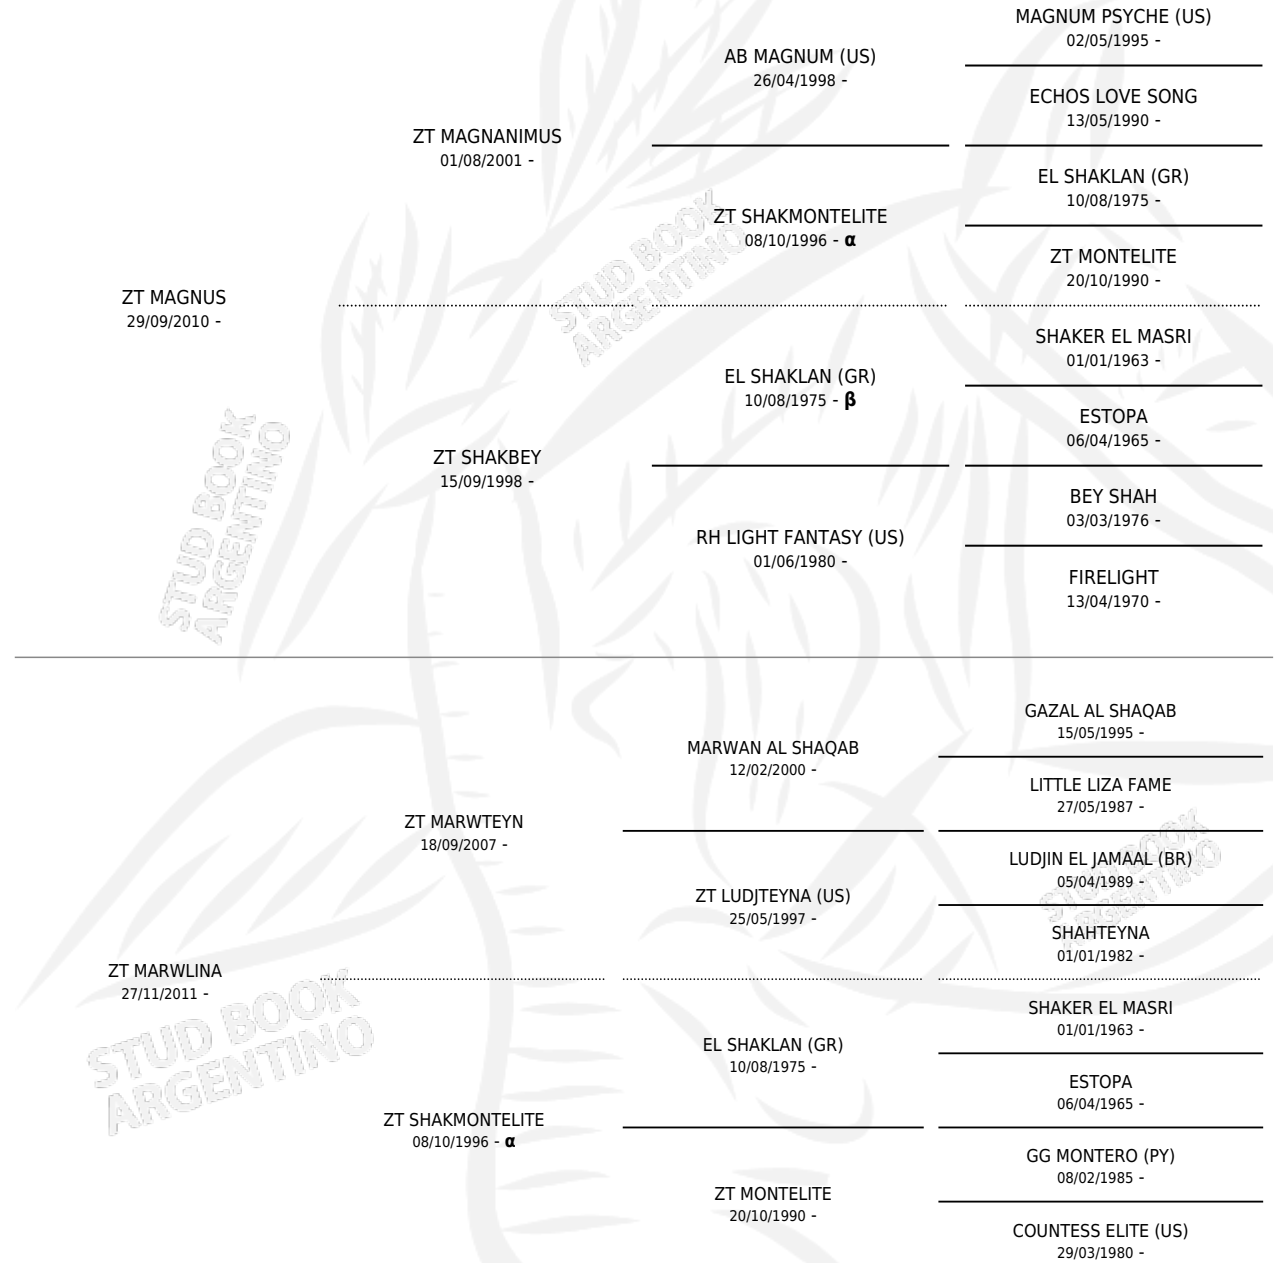 MAGNUM PSYCHE (US)
02/05/1995 -
AB MAGNUM (US)
26/04/1998 -
ECHOS LOVE SONG
13/05/1990 -
ZT MAGNANIMUS
01/08/2001 -
EL SHAKLAN (GR)
10/08/1975 -
ZT SHAKMONTELITE
08/10/1996 - α
ZT MONTELITE
20/10/1990 -
ZT MAGNUS
29/09/2010 -
SHAKER EL MASRI
01/01/1963 -
EL SHAKLAN (GR)
10/08/1975 - β
ESTOPA
06/04/1965 -
ZT SHAKBEY
15/09/1998 -
BEY SHAH
03/03/1976 -
RH LIGHT FANTASY (US)
01/06/1980 -
FIRELIGHT
13/04/1970 -
GAZAL AL SHAQAB
15/05/1995 -
MARWAN AL SHAQAB
12/02/2000 -
LITTLE LIZA FAME
27/05/1987 -
ZT MARWTEYN
18/09/2007 -
LUDJIN EL JAMAAL (BR)
05/04/1989 -
ZT LUDJTEYNA (US)
25/05/1997 -
SHAHTEYNA
01/01/1982 -
ZT MARWLINA
27/11/2011 -
SHAKER EL MASRI
01/01/1963 -
EL SHAKLAN (GR)
10/08/1975 -
ESTOPA
06/04/1965 -
ZT SHAKMONTELITE
08/10/1996 - α
GG MONTERO (PY)
08/02/1985 -
ZT MONTELITE
20/10/1990 -
COUNTESS ELITE (US)
29/03/1980 -
STUD BOOK
ARGENTINO
STUD BOOK
ARGENTINO
STUD BOOK
ARGENTINO
STUD BOOK
ARGENTINO